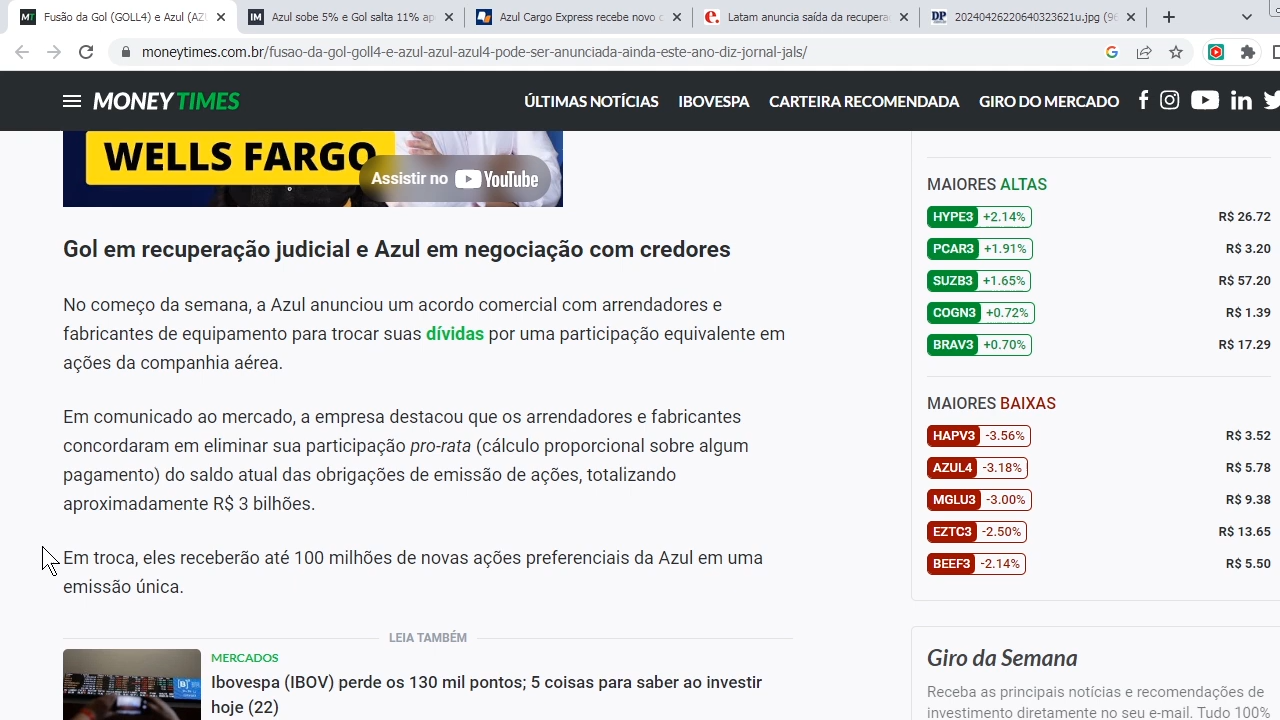 Fusão da Gol (GOLL4) e Azul (AZ
Azul sobe 5% e Gol salta 11% ap
Azul Cargo Express recebe novo c
Latam anuncia saída da recupera
20240426220640323621u.jpg (96
moneytimes.com.br/fusao-da-gol-goll4-e-azul-azul-azul4-pode-ser-anunciada-ainda-este-ano-diz-jornal-jals/
MONEY TIMES
ÚLTIMAS NOTÍCIAS
IBOVESPA
CARTEIRA RECOMENDADA
GIRO DO MERCADO
WELLS FARGO
Assistir no YouTube
Gol em recuperação judicial e Azul em negociação com credores
No começo da semana, a Azul anunciou um acordo comercial com arrendadores e
fabricantes de equipamento para trocar suas dívidas por uma participação equivalente em
ações da companhia aérea.
Em comunicado ao mercado, a empresa destacou que os arrendadores e fabricantes
concordaram em eliminar sua participação pro-rata (cálculo proporcional sobre algum
pagamento) do saldo atual das obrigações de emissão de ações, totalizando
aproximadamente R$ 3 bilhões.
Em troca, eles receberão até 100 milhões de novas ações preferenciais da Azul em uma
emissão única.
LEIA TAMBÉM
MERCADOS
Ibovespa (IBOV) perde os 130 mil pontos; 5 coisas para saber ao investir
hoje (22)
MAIORES ALTAS
HYPE3 +2.14% R$ 26.72
PCAR3 +1.91% R$ 3.20
SUZB3 +1.65% R$ 57.20
COGN3 +0.72% R$ 1.39
BRAV3 +0.70% R$ 17.29
MAIORES BAIXAS
HAPV3 -3.56% R$ 3.52
AZUL4 -3.18% R$ 5.78
MGLU3 -3.00% R$ 9.38
EZTC3 -2.50% R$ 13.65
BEEF3 -2.14% R$ 5.50
Giro da Semana
Receba as principais notícias e recomendações de
investimento diretamente no seu e-mail. Tudo 100%